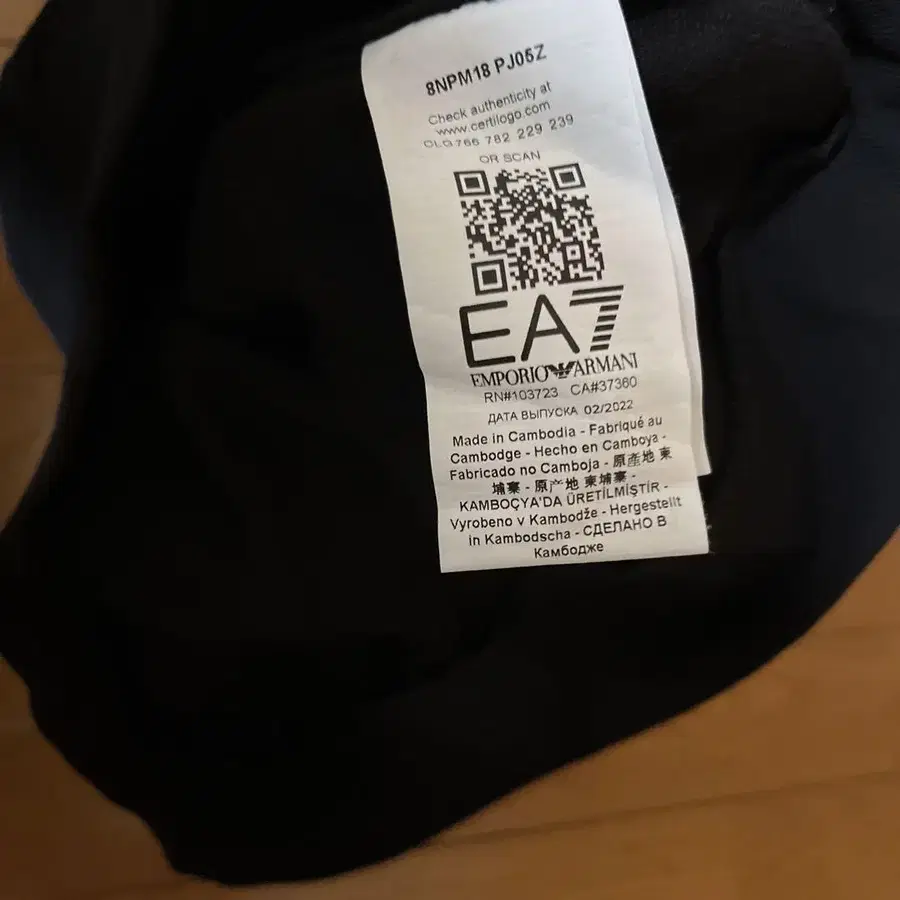 8NPM18 PJ05Z
Check authenticity at
www.certilogo.com
CLG 766 782 229 239
OR SCAN
EA7
EMPORIO ARMANI
RN#103723 CA#37360
ДАТА ВЫПУСКА 02/2022
Made in Cambodia - Fabriqué au
Cambodge - Hecho en Camboya -
Fabricado no Camboja - 原產地 柬
埔寨 - 原产地 柬埔寨 -
KAMBOÇYA'DA ÜRETİLMİŞTİR -
Vyrobeno v Kambodže - Hergestellt
in Kambodscha - СДЕЛАНО В
Камбодже